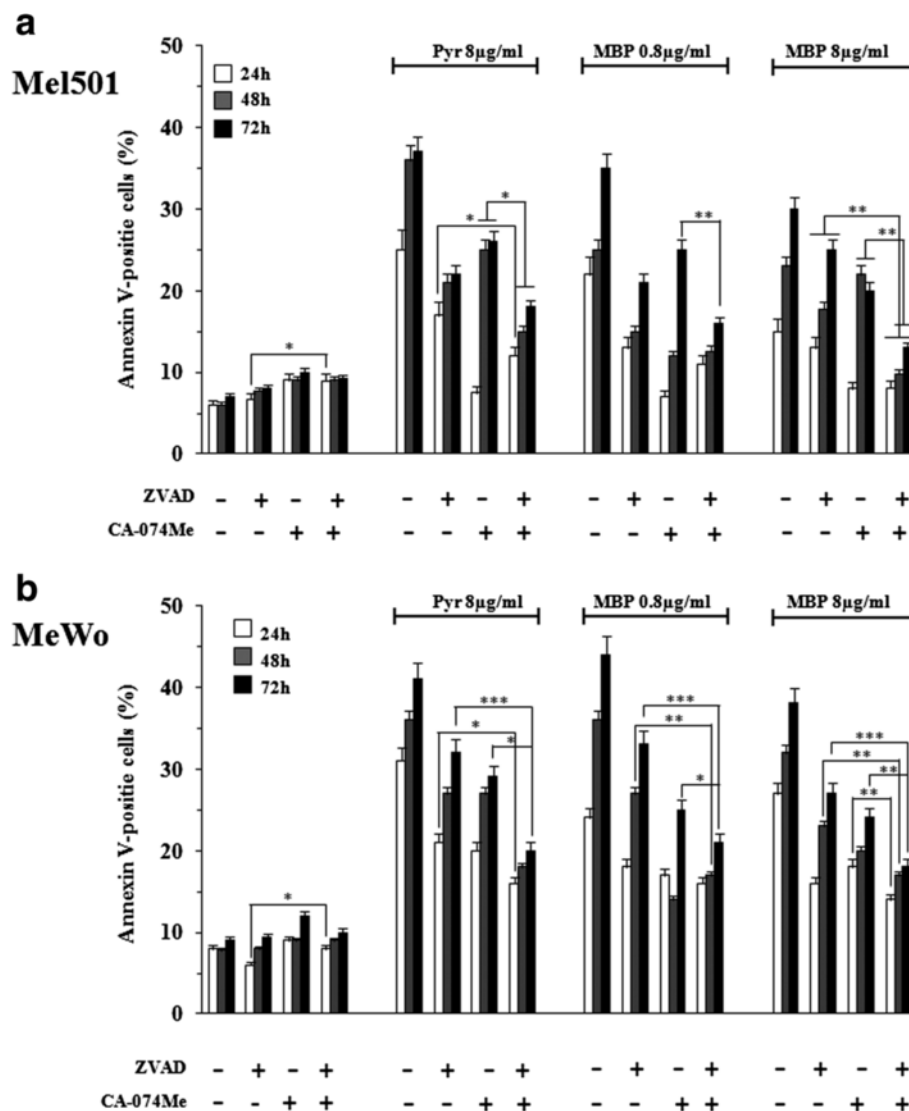 a
Mel501
Pyr 8µg/ml MBP 0.8µg/ml MBP 8µg/ml
24h
48h
72h
Annexin V-positie cells (%)
50
40
30
20
10
0
* * * ** ** **
ZVAD - + - + - + - + - + - + - + - +
CA-074Me - - + + - - + + - - + + - - + +
b
MeWo
Pyr 8µg/ml MBP 0.8µg/ml MBP 8µg/ml
24h
48h
72h
Annexin V-positie cells (%)
50
40
30
20
10
0
* *** * * *** ** * *** ** ** **
ZVAD - + - + - + - + - + - + - + - +
CA-074Me - - + + - - + + - - + + - - + +